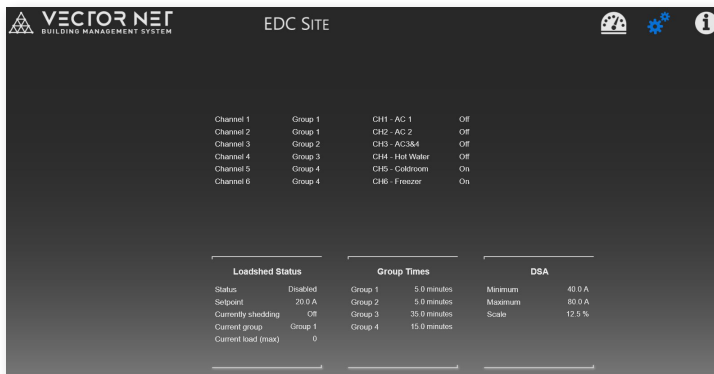 VECTOR NET
BUILDING MANAGEMENT SYSTEM
EDC SITE
Channel 1 Group 1 CH1 - AC 1 Off
Channel 2 Group 1 CH2 - AC 2 Off
Channel 3 Group 2 CH3 - AC3&4 Off
Channel 4 Group 3 CH4 - Hot Water Off
Channel 5 Group 4 CH5 - Coldroom On
Channel 6 Group 4 CH6 - Freezer On
Loadshed Status
Status Disabled
Setpoint 20.0 A
Currently shedding Off
Current group Group 1
Current load (max) 0
Group Times
Group 1 5.0 minutes
Group 2 5.0 minutes
Group 3 35.0 minutes
Group 4 15.0 minutes
DSA
Minimum 40.0 A
Maximum 80.0 A
Scale 12.5 %